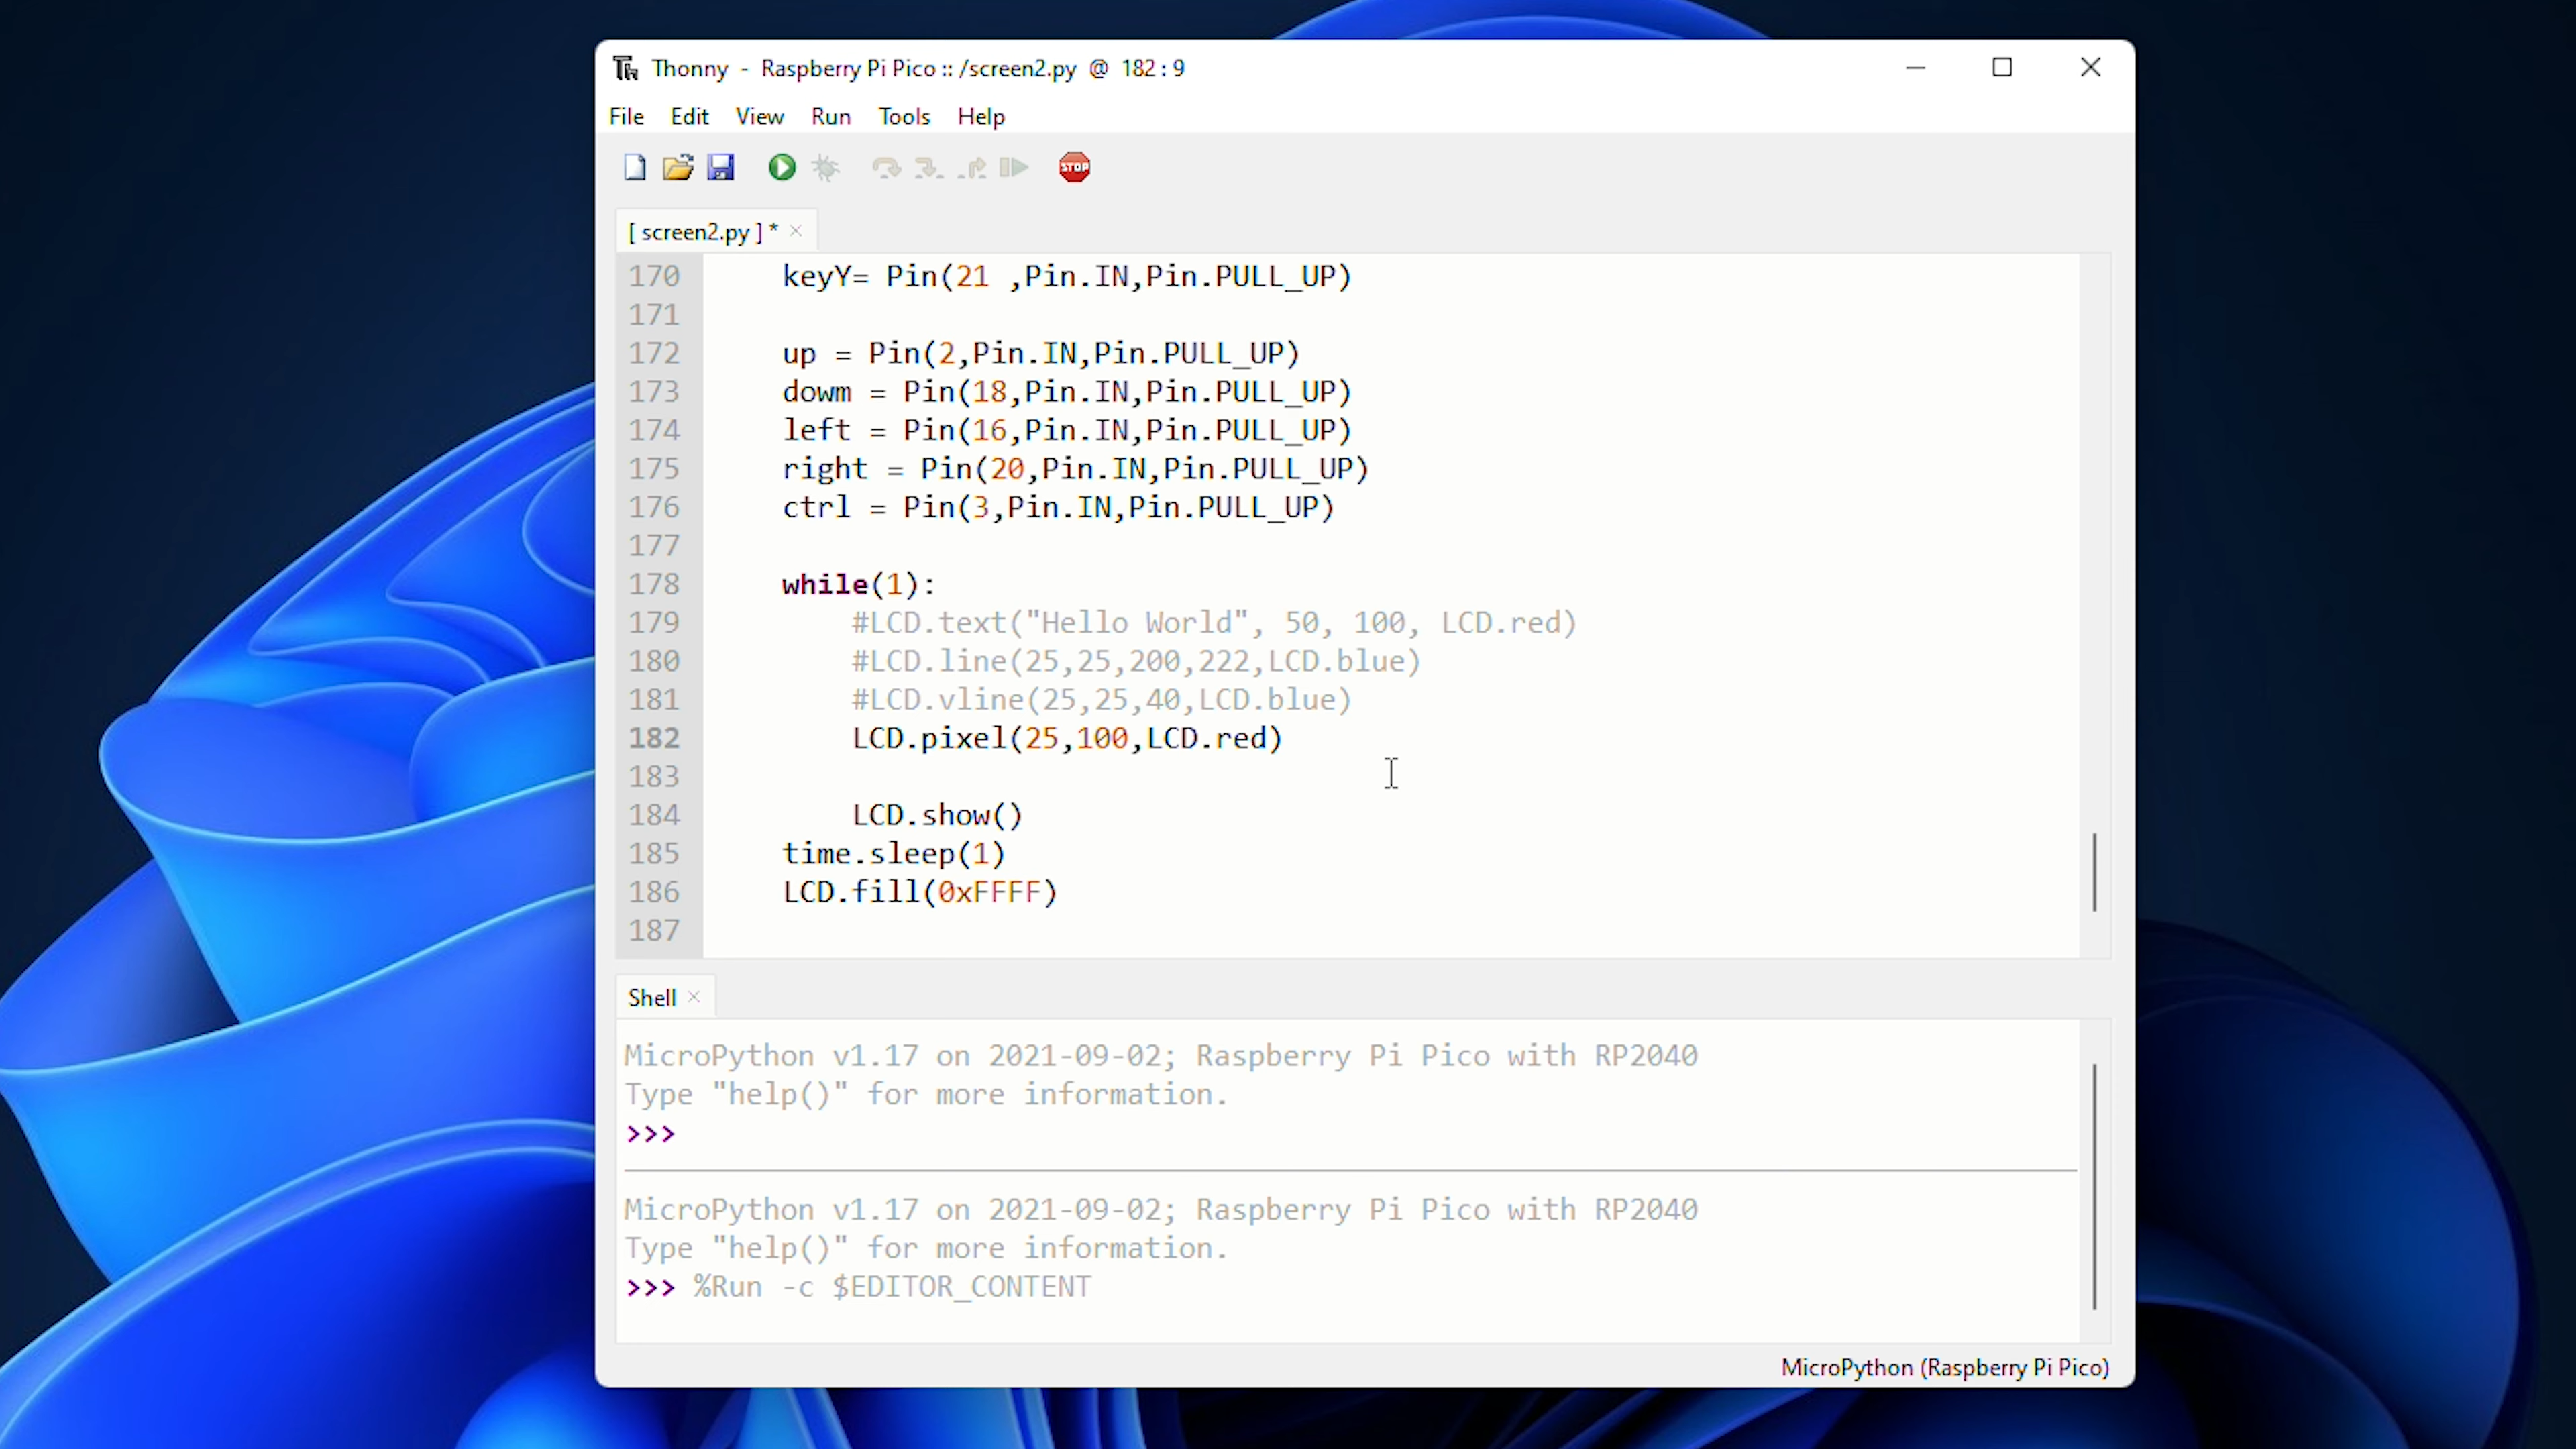 Thonny - Raspberry Pi Pico :: /screen2.py @ 182 : 9
File Edit View Run Tools Help
STOP
[ screen2.py ] * ×
170 keyY= Pin(21 ,Pin.IN,Pin.PULL_UP)
171
172 up = Pin(2,Pin.IN,Pin.PULL_UP)
173 dowm = Pin(18,Pin.IN,Pin.PULL_UP)
174 left = Pin(16,Pin.IN,Pin.PULL_UP)
175 right = Pin(20,Pin.IN,Pin.PULL_UP)
176 ctrl = Pin(3,Pin.IN,Pin.PULL_UP)
177
178 while(1):
179 #LCD.text("Hello World", 50, 100, LCD.red)
180 #LCD.line(25,25,200,222,LCD.blue)
181 #LCD.vline(25,25,40,LCD.blue)
182 LCD.pixel(25,100,LCD.red)
183
184 LCD.show()
185 time.sleep(1)
186 LCD.fill(0xFFFF)
187
Shell ×
MicroPython v1.17 on 2021-09-02; Raspberry Pi Pico with RP2040
Type "help()" for more information.
>>>
MicroPython v1.17 on 2021-09-02; Raspberry Pi Pico with RP2040
Type "help()" for more information.
>>> %Run -c $EDITOR_CONTENT
MicroPython (Raspberry Pi Pico)